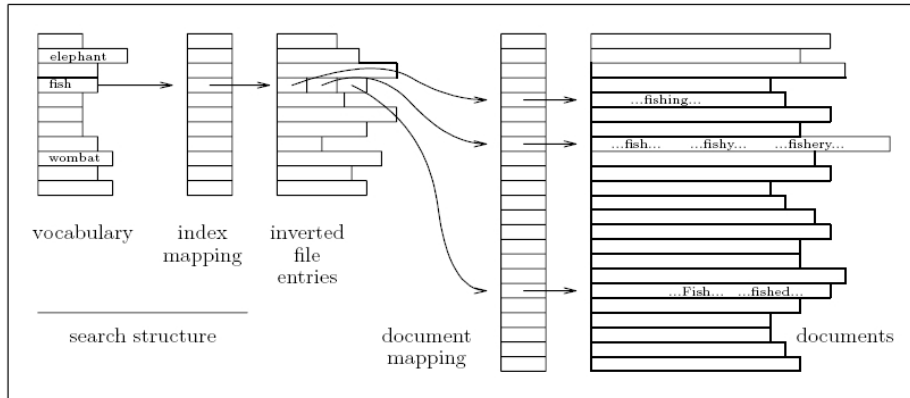 elephant
fish
wombat
...fishing...
...fish... ...fishy... ...fishery...
...Fish... ...fished...
vocabulary
index
mapping
inverted
file
entries
search structure
document
mapping
documents